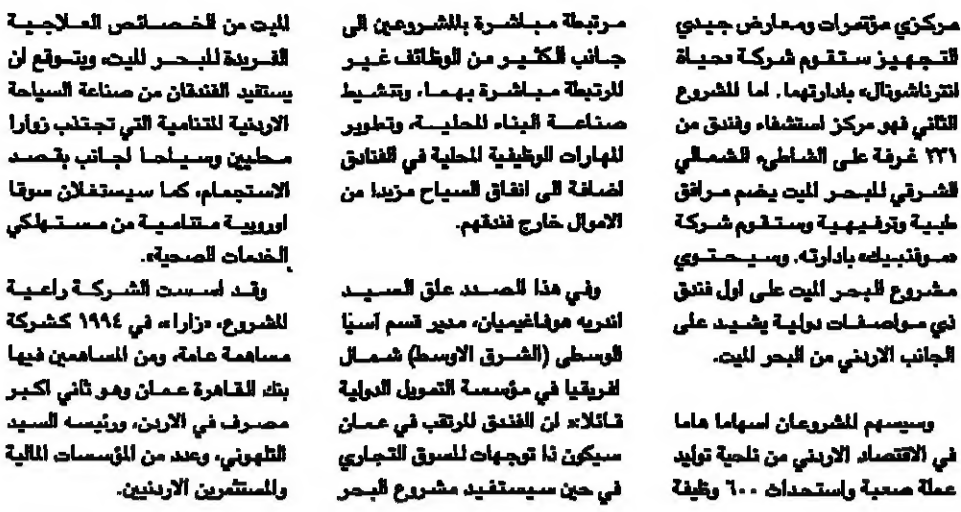 مركزي مؤتمرات ومعارض جيدي
التجهيز ستقوم شركة «حياة
انترناشونال» بادارتهما. اما المشروع
الثاني فهو مركز استشفاء وفندق من
٢٣١ غرفة على الشاطىء الشمالي
الشرقي للبحر الميت يضم مرافق
طبية وترفيهية وستقوم شركة
«موفنبيك» بادارته. وسيحتوي
مشروع البحر الميت على اول فندق
ذي مواصفات دولية يشيد على
الجانب الاردني من البحر الميت.
وسيسهم المشروعان اسهاما هاما
في الاقتصاد الاردني من ناحية توليد
عملة صعبة واستحداث ٦٠٠ وظيفة
مرتبطة مباشرة بالمشروعين الى
جانب الكثير من الوظائف غير
المرتبطة مباشرة بهما، وتنشيط
صناعة البناء المحلية، وتطوير
المهارات الوظيفية المحلية في الفنادق
اضافة الى انفاق السياح مزيدا من
الاموال خارج فندقهم.
وفي هذا الصدد علق السيد
اندريه هوفاغيميان، مدير قسم آسيا
الوسطى (الشرق الاوسط) شمال
افريقيا في مؤسسة التمويل الدولية
قائلا: «ان الفندق المرتقب في عمان
سيكون ذا توجهات للسوق التجاري
في حين سيستفيد مشروع البحر
الميت من الخصائص العلاجية
الفريدة للبحر الميت، ويتوقع ان
يستفيد الفندقان من صناعة السياحة
الاردنية المتنامية التي تجتذب زوارا
محليين وسياحا اجانب بقصد
الاستجمام، كما سيستغلان سوقا
اوروبية متنامية من مستهلكي
الخدمات الصحية».
وقد اسست الشركة راعية
المشروع، «زارا»، في ١٩٩٤ كشركة
مساهمة عامة، ومن المساهمين فيها
بنك القاهرة عمان وهو ثاني اكبر
مصرف في الاردن، ورئيسه السيد
التلهوني، وعدد من المؤسسات المالية
والمستثمرين الاردنيين.